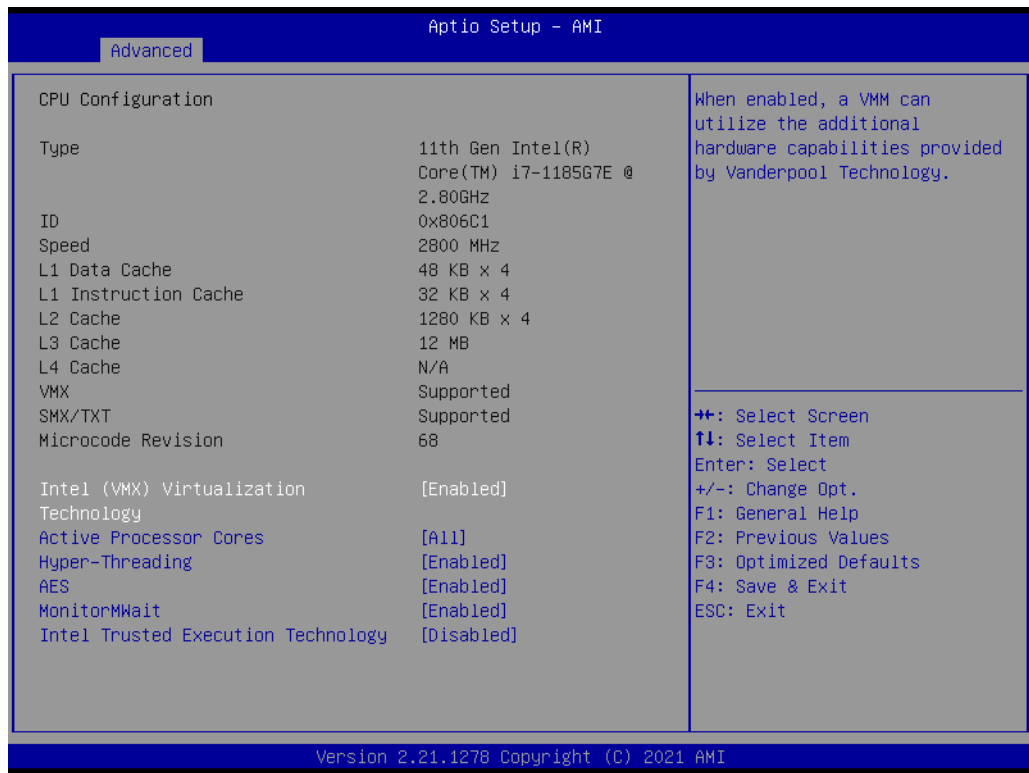 Aptio Setup - AMI
Advanced
CPU Configuration
Type 11th Gen Intel(R)
Core(TM) i7-1185G7E @
2.80GHz
ID 0x806C1
Speed 2800 MHz
L1 Data Cache 48 KB x 4
L1 Instruction Cache 32 KB x 4
L2 Cache 1280 KB x 4
L3 Cache 12 MB
L4 Cache N/A
VMX Supported
SMX/TXT Supported
Microcode Revision 68
Intel (VMX) Virtualization [Enabled]
Technology
Active Processor Cores [All]
Hyper-Threading [Enabled]
AES [Enabled]
MonitorMWait [Enabled]
Intel Trusted Execution Technology [Disabled]
When enabled, a VMM can
utilize the additional
hardware capabilities provided
by Vanderpool Technology.
→←: Select Screen
↑↓: Select Item
Enter: Select
+/-: Change Opt.
F1: General Help
F2: Previous Values
F3: Optimized Defaults
F4: Save & Exit
ESC: Exit
Version 2.21.1278 Copyright (C) 2021 AMI